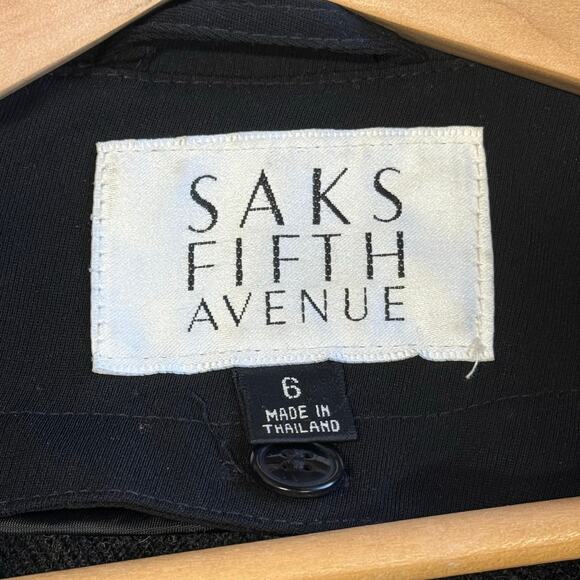 SAKS
FIFTH
AVENUE
6
MADE IN
THAILAND